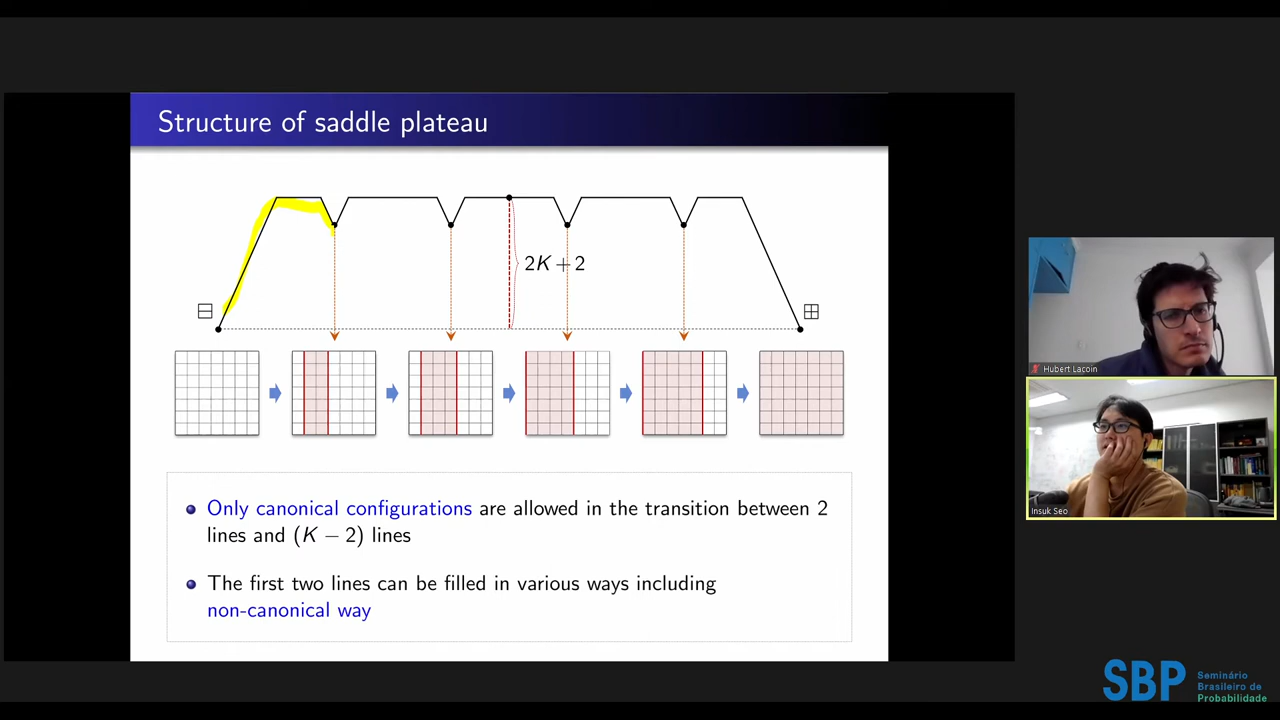 Structure of saddle plateau
2K + 2
Hubert Lacoin
Only canonical configurations are allowed in the transition between 2
lines and (K − 2) lines
The first two lines can be filled in various ways including
non-canonical way
Insuk Seo
SBP
Seminário
Brasileiro de
Probabilidade